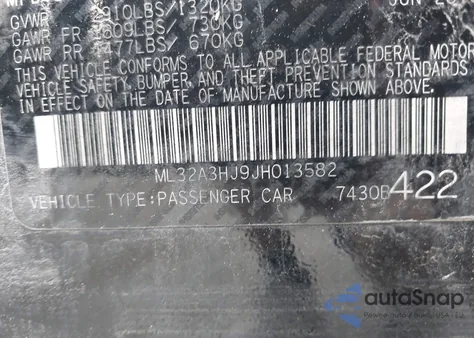 GVWR 2910LBS/1320KG
GAWR FR 1609LBS/ 730KG
GAWR RR 1477LBS/ 670KG
THIS VEHICLE CONFORMS TO ALL APPLICABLE FEDERAL MOTOR
VEHICLE SAFETY, BUMPER, AND THEFT PREVENTION STANDARDS
IN EFFECT ON THE DATE OF MANUFACTURE SHOWN ABOVE.
ML32A3HJ9JH013582
VEHICLE TYPE:PASSENGER CAR 7430B422
autoSnap